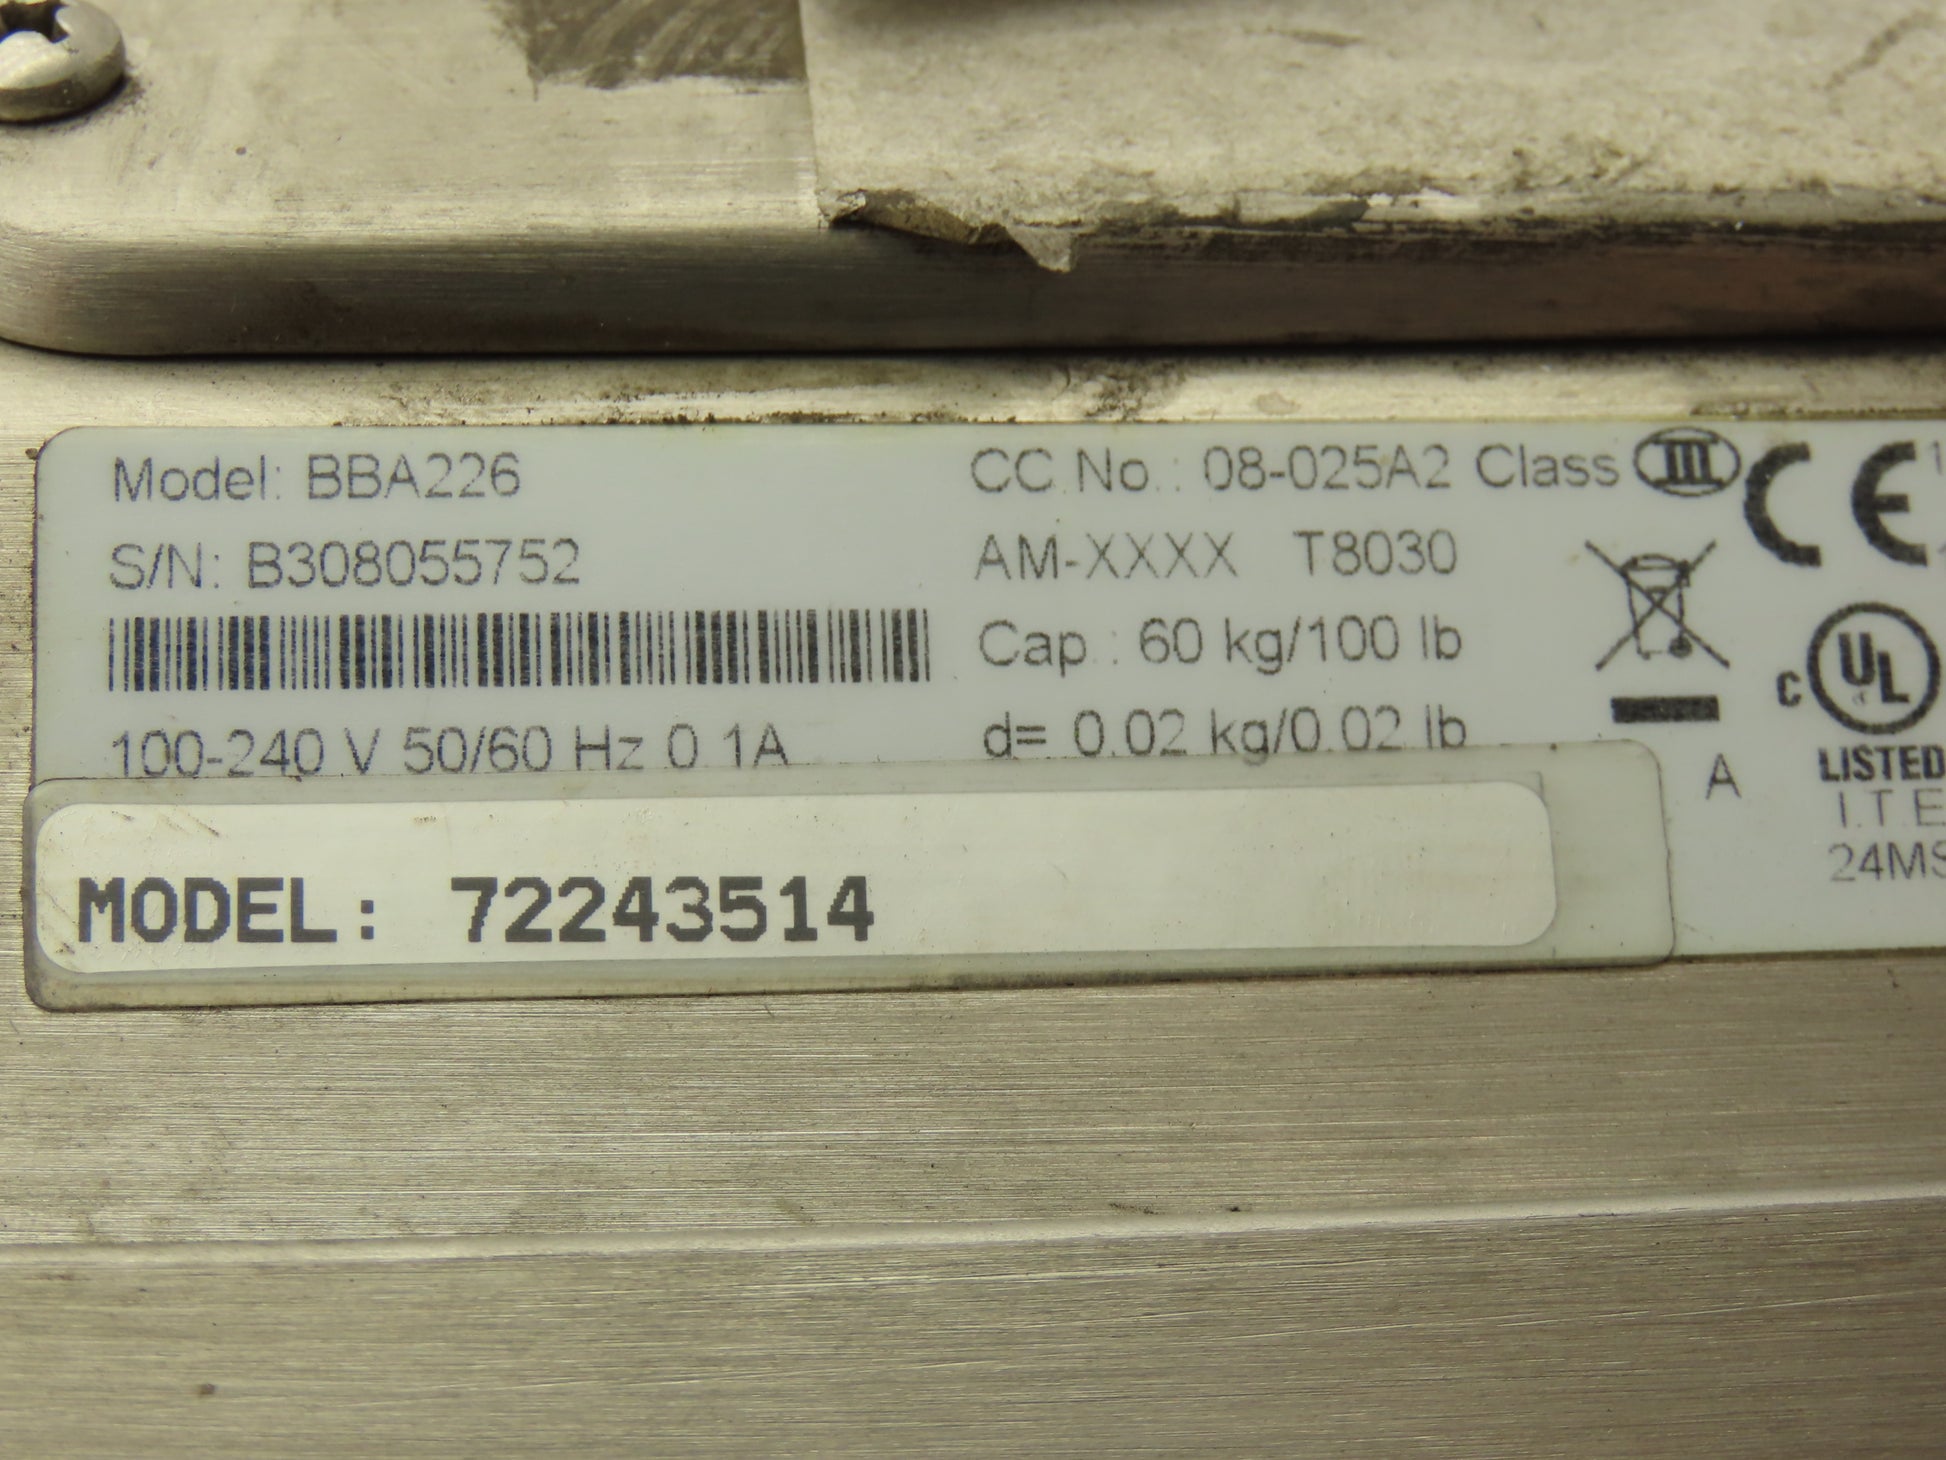 Model: BBA226
S/N: B308055752
100-240 V 50/60 Hz 0.1A
CC.No.: 08-025A2 Class III
AM-XXXX T8030
Cap.: 60 kg/100 lb
d= 0.02 kg/0.02 lb
CE
A
c UL
LISTED
I.T.E
MODEL: 72243514